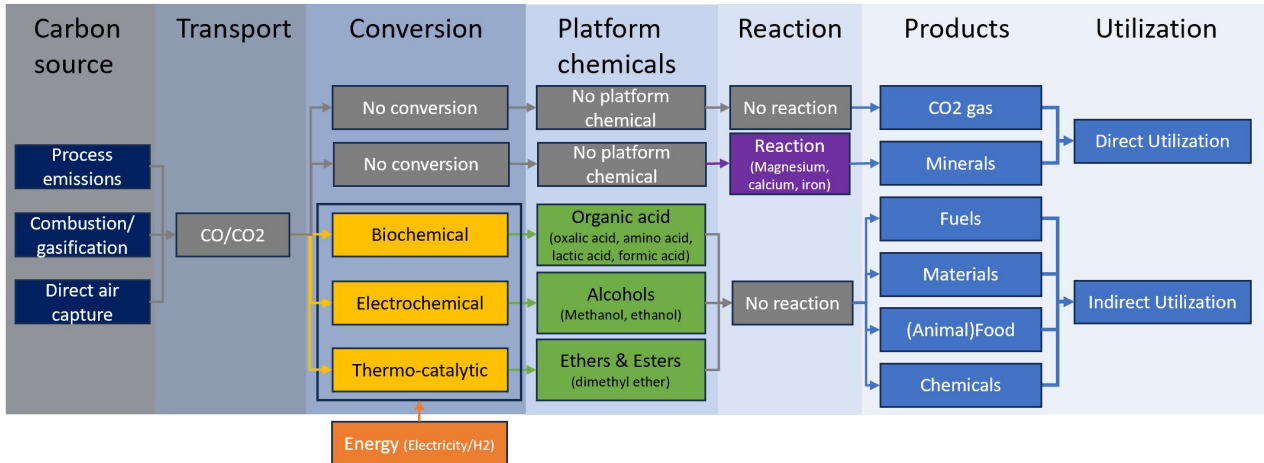 Carbon
source
Transport
Conversion
Platform
chemicals
Reaction
Products
Utilization
No conversion
No platform
chemical
No reaction
CO2 gas
Direct Utilization
Process
emissions
No conversion
No platform
chemical
Reaction
(Magnesium,
calcium, iron)
Minerals
Combustion/
gasification
CO/CO2
Biochemical
Organic acid
(oxalic acid, amino acid,
lactic acid, formic acid)
Fuels
Materials
Direct air
capture
Electrochemical
Alcohols
(Methanol, ethanol)
No reaction
Indirect Utilization
(Animal)Food
Thermo-catalytic
Ethers & Esters
(dimethyl ether)
Chemicals
Energy (Electricity/H2)